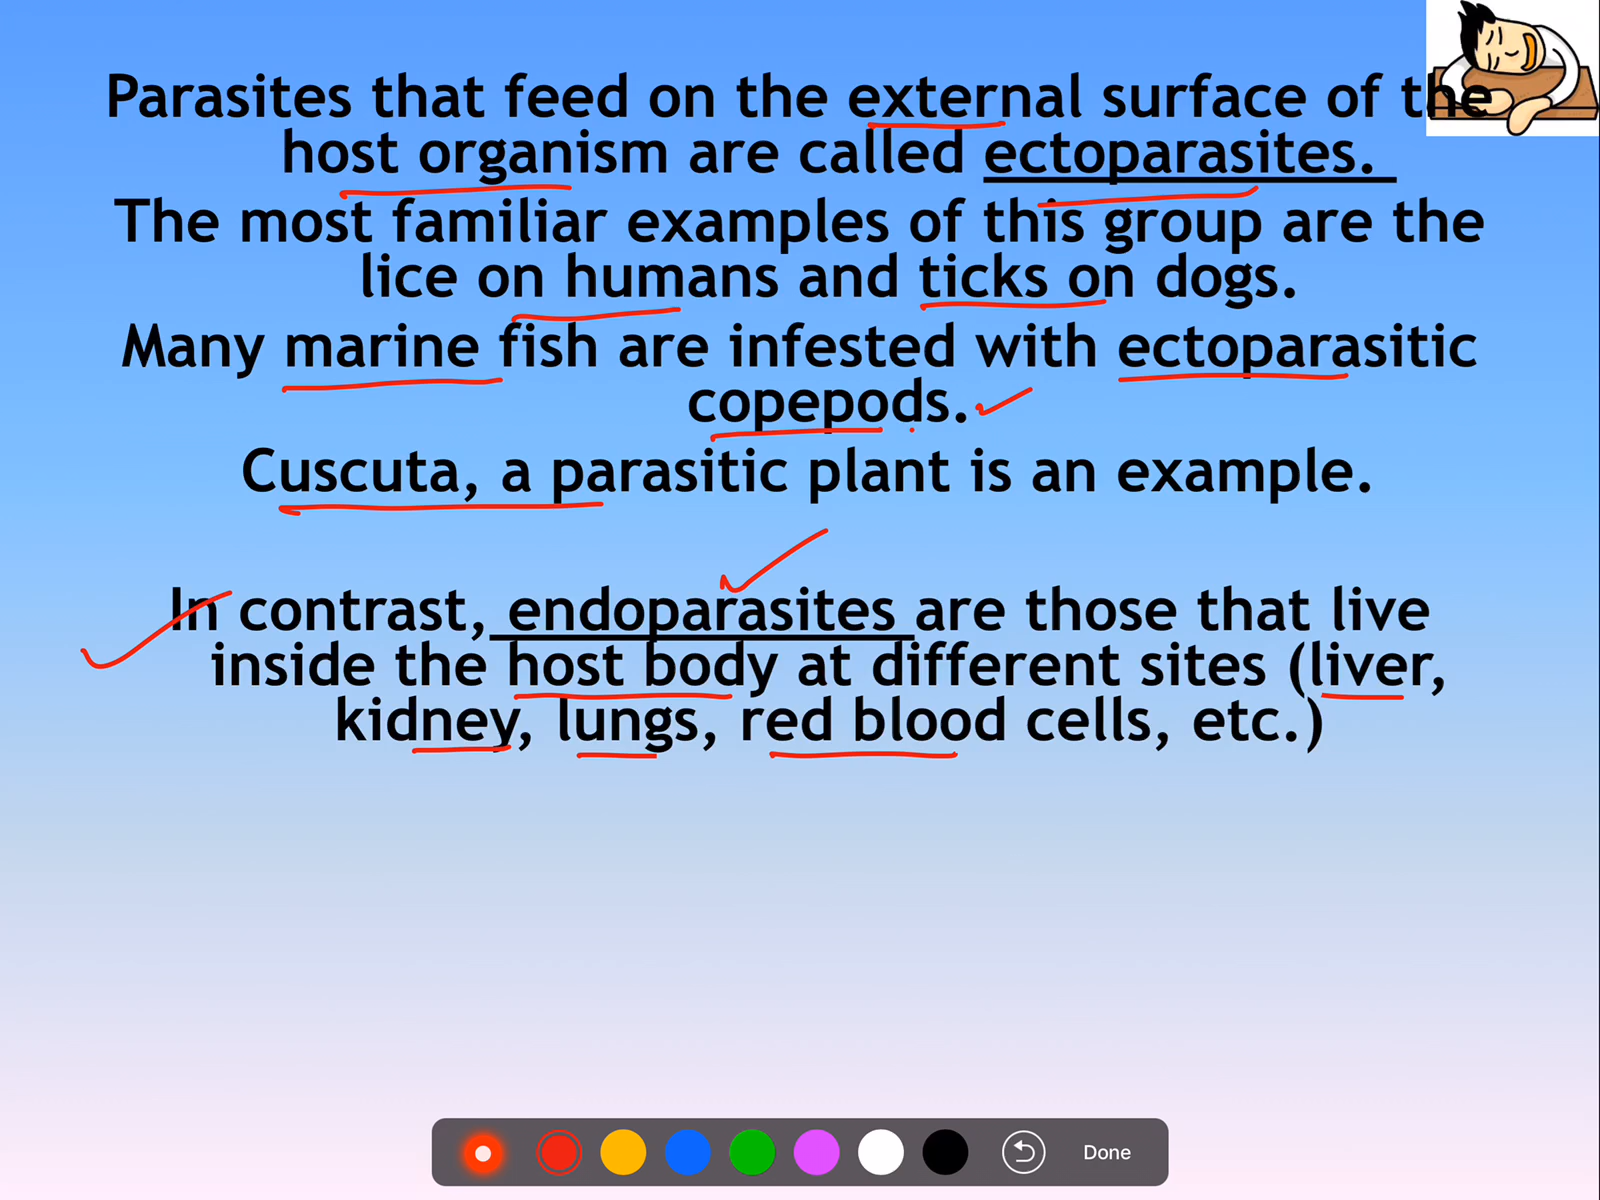 Parasites that feed on the external surface of the
host organism are called ectoparasites.
The most familiar examples of this group are the
lice on humans and ticks on dogs.
Many marine fish are infested with ectoparasitic
copepods.
Cuscuta, a parasitic plant is an example.
In contrast, endoparasites are those that live
inside the host body at different sites (liver,
kidney, lungs, red blood cells, etc.)
Done